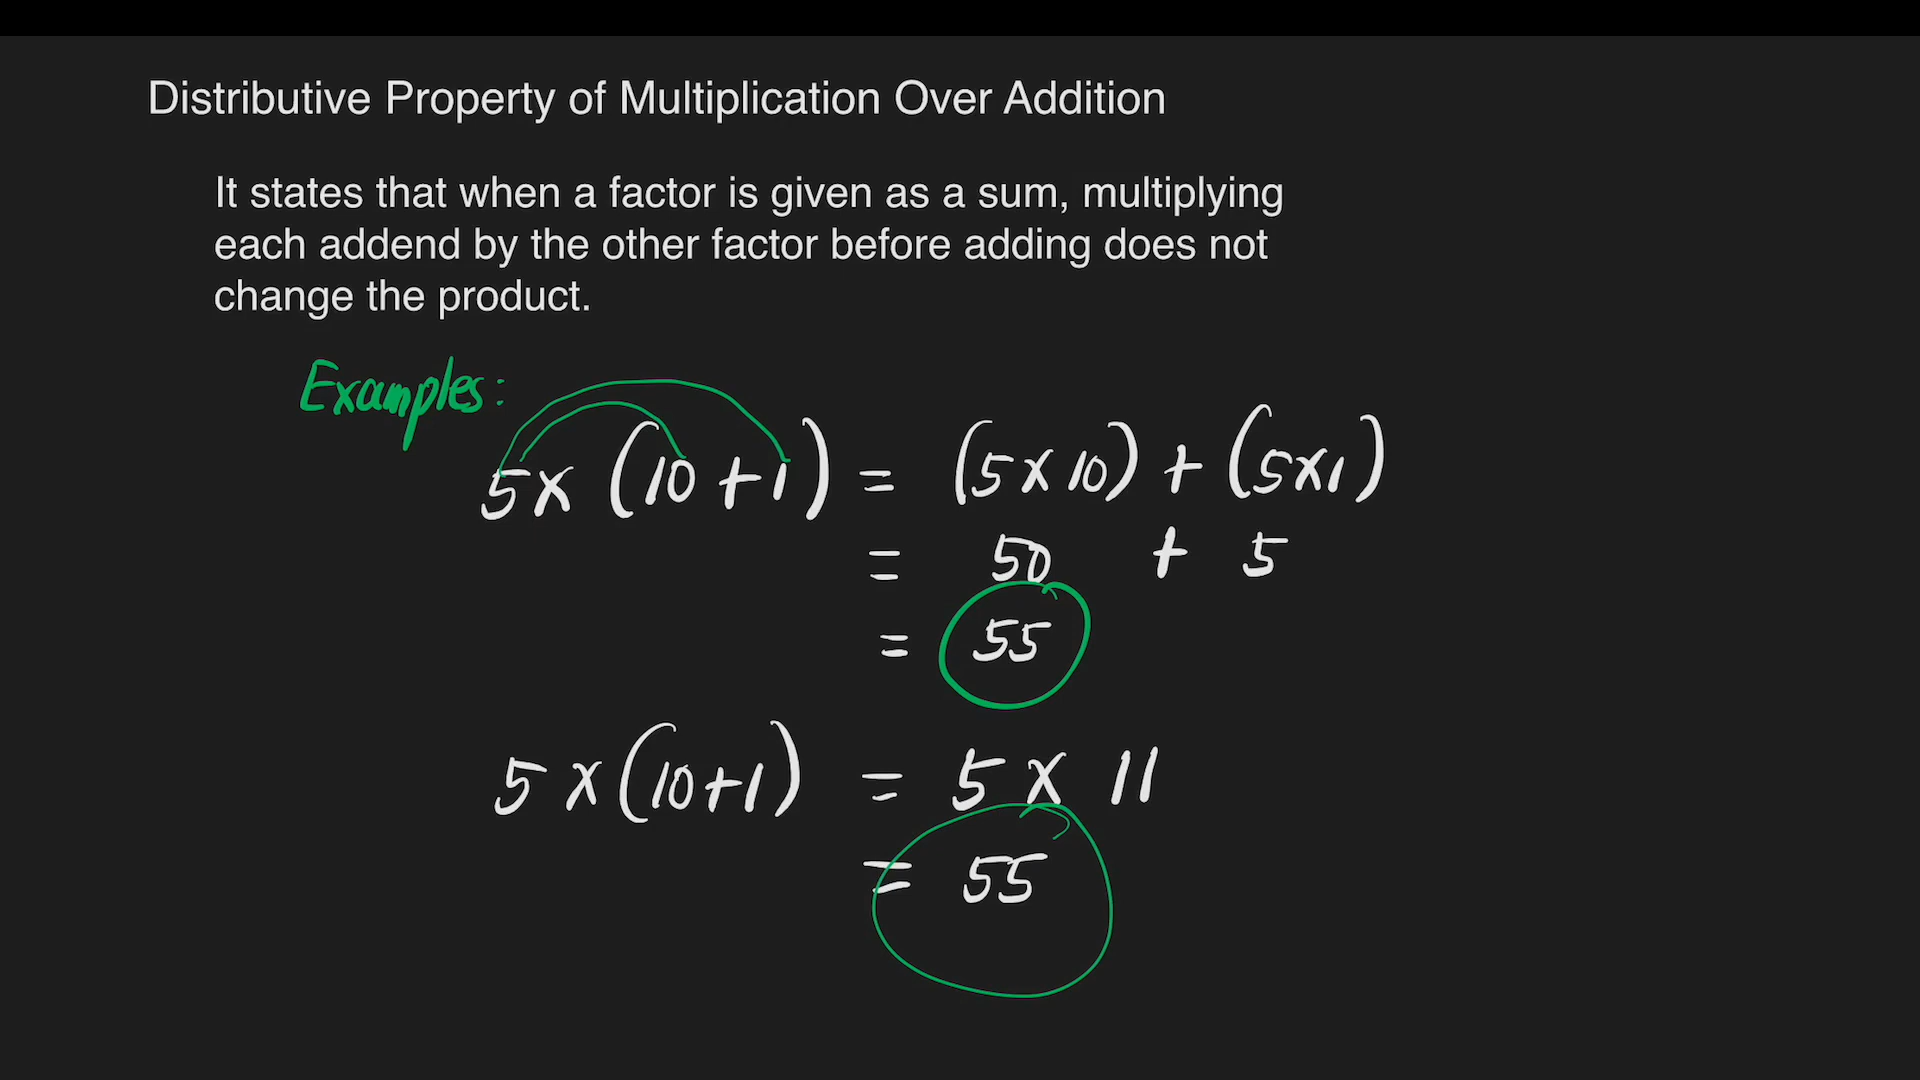 Distributive Property of Multiplication Over Addition
It states that when a factor is given as a sum, multiplying
each addend by the other factor before adding does not
change the product.
Examples:
5 x (10 + 1) = (5 x 10) + (5 x 1)
= 50 + 5
= 55
5 x (10+1) = 5 x 11
= 55